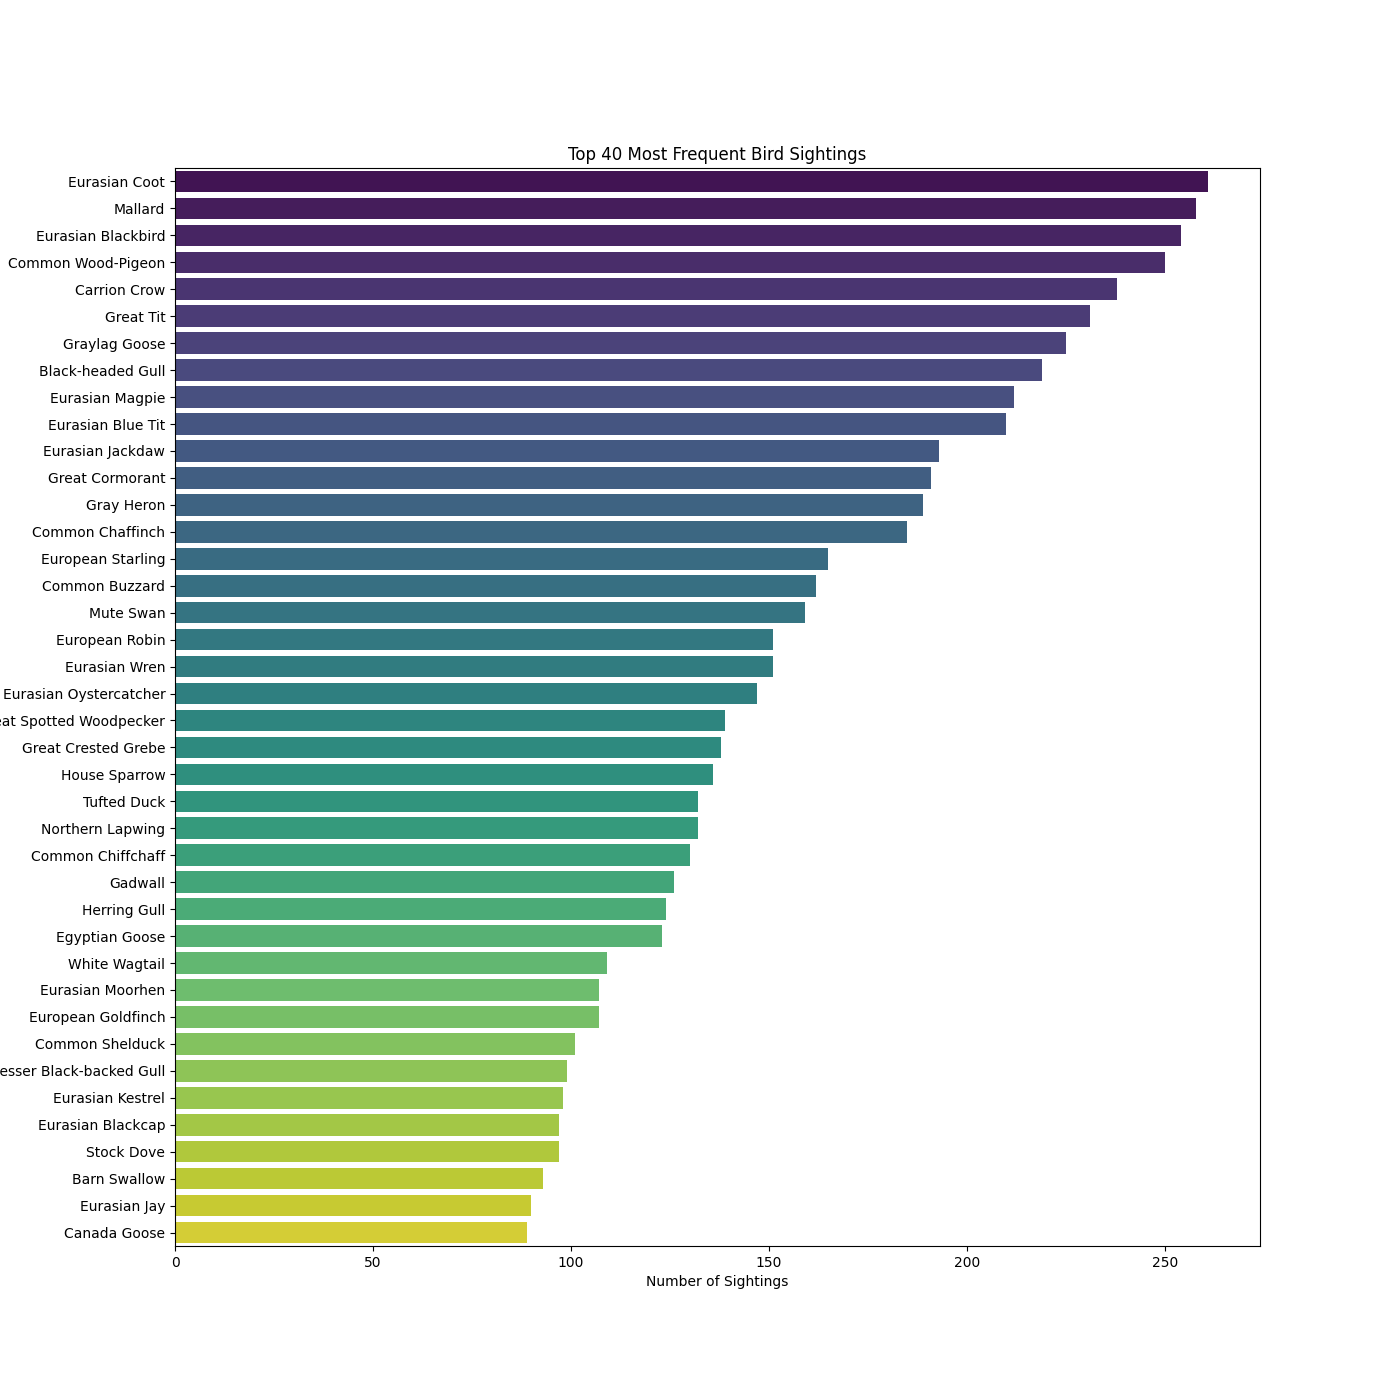 Top 40 Most Frequent Bird Sightings
Eurasian Coot
Mallard
Eurasian Blackbird
Common Wood-Pigeon
Carrion Crow
Great Tit
Graylag Goose
Black-headed Gull
Eurasian Magpie
Eurasian Blue Tit
Eurasian Jackdaw
Great Cormorant
Gray Heron
Common Chaffinch
European Starling
Common Buzzard
Mute Swan
European Robin
Eurasian Wren
Eurasian Oystercatcher
eat Spotted Woodpecker
Great Crested Grebe
House Sparrow
Tufted Duck
Northern Lapwing
Common Chiffchaff
Gadwall
Herring Gull
Egyptian Goose
White Wagtail
Eurasian Moorhen
European Goldfinch
Common Shelduck
esser Black-backed Gull
Eurasian Kestrel
Eurasian Blackcap
Stock Dove
Barn Swallow
Eurasian Jay
Canada Goose
0 50 100 150 200 250
Number of Sightings